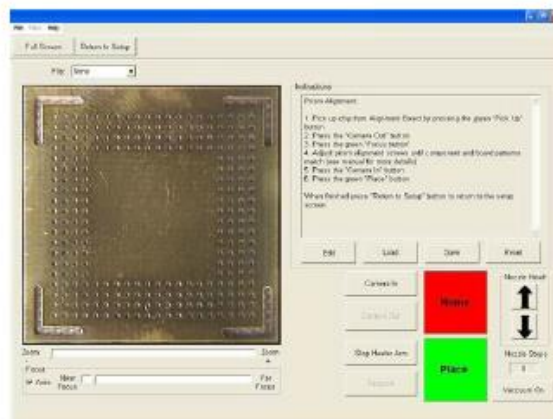 Full Screen
Return to Setup
File:
None
Instructions
Prism Alignment
1. Pick up chip from Alignment Board by pressing the green "Pick Up"
button
2. Press the "Camera Out" button
3. Press the green "Focus" button
4. Adjust prism alignment screws until component and board patterns
match (see manual for more details)
5. Press the "Camera In" button
6. Press the green "Place" button
When finished press "Return to Setup" button to return to the setup
screen
Edit
Load
Save
Reset
Camera In
Camera Out
Stop Heater Arm
Home
Place
Nozzle Head
Nozzle Steps
Vacuum On
Zoom
-
Zoom
+
Focus
Auto
Near
Focus
Far
Focus